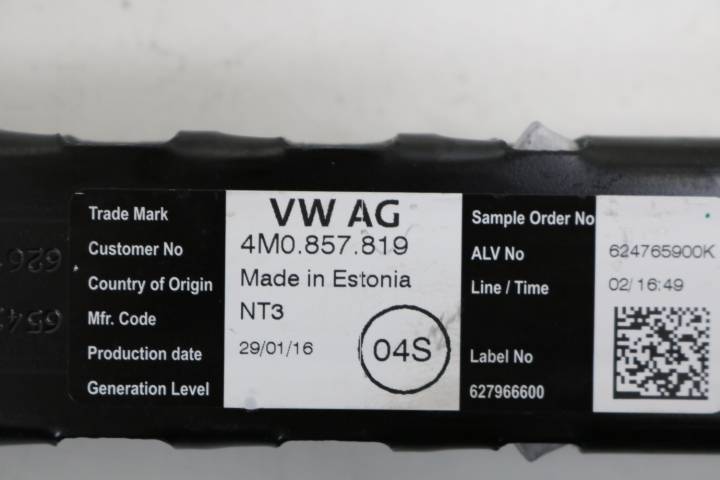 Trade Mark VW AG Sample Order No
Customer No 4M0.857.819 ALV No 624765900K
Country of Origin Made in Estonia Line / Time 02/ 16:49
Mfr. Code NT3
Production date 29/01/16 04S Label No
Generation Level 627966600